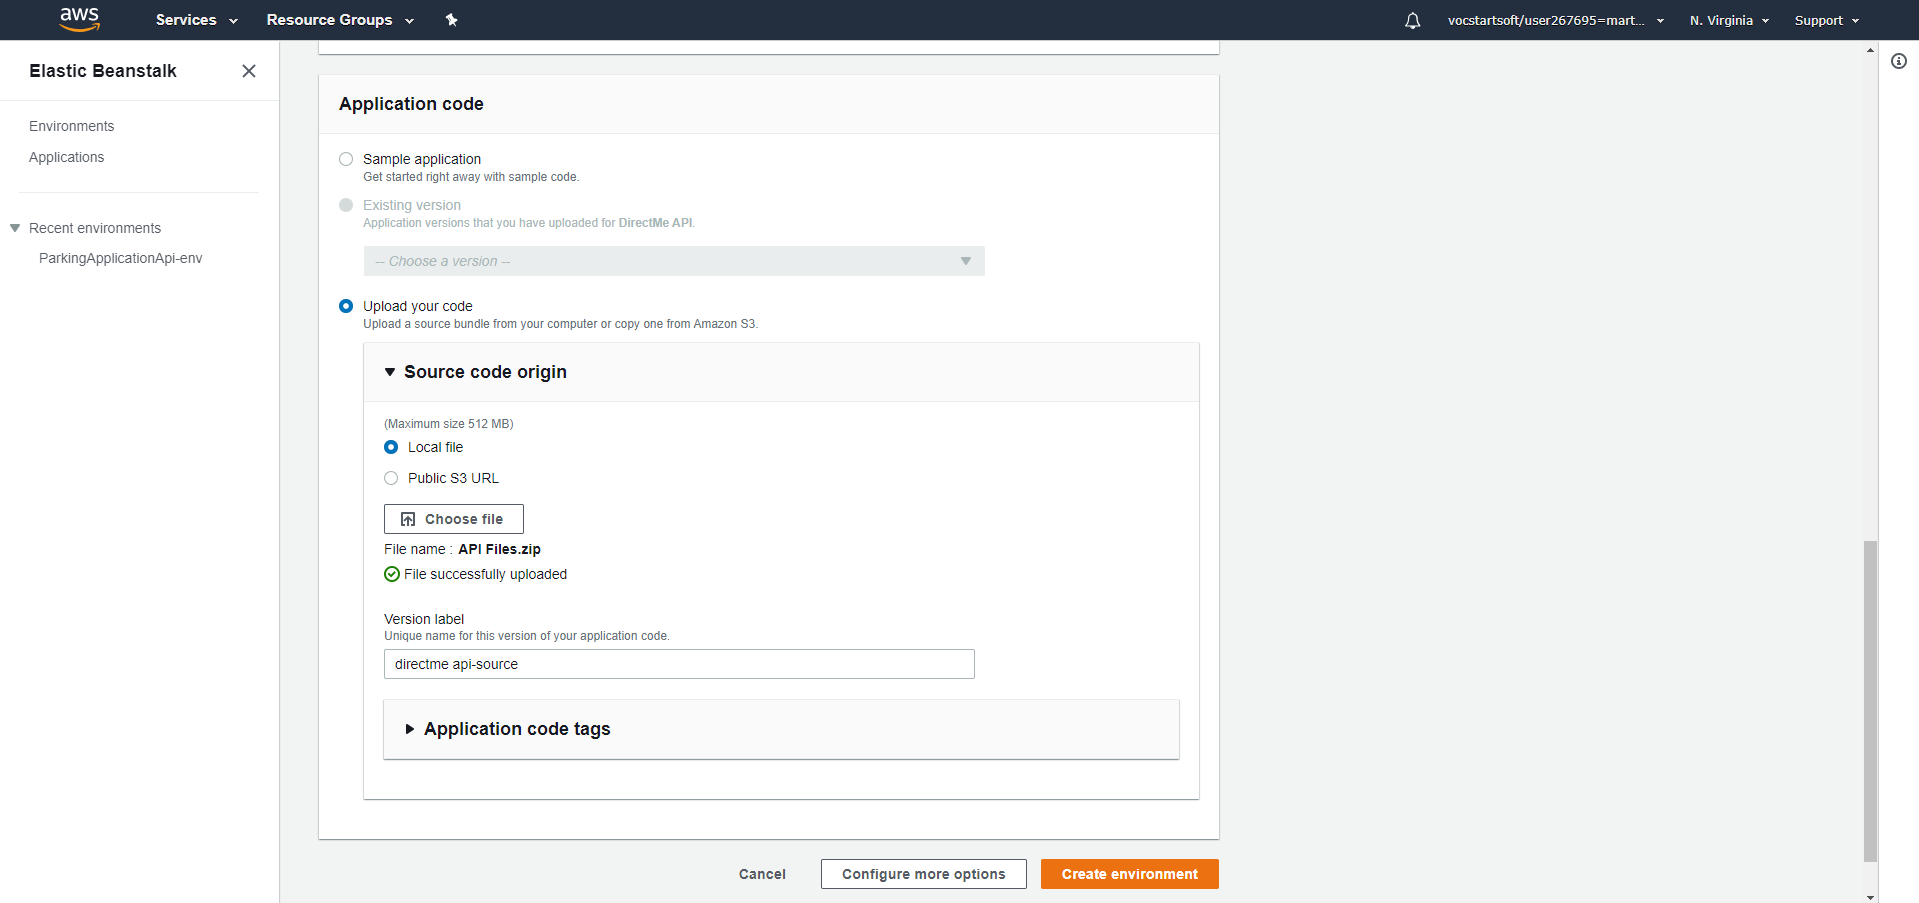 aws Services Resource Groups vocstartsoft/user267695=mart... N. Virginia Support
Elastic Beanstalk
Environments
Applications
Recent environments
ParkingApplicationApi-env
Application code
Sample application
Get started right away with sample code.
Existing version
Application versions that you have uploaded for DirectMe API.
-- Choose a version --
Upload your code
Upload a source bundle from your computer or copy one from Amazon S3.
Source code origin
(Maximum size 512 MB)
Local file
Public S3 URL
Choose file
File name : API Files.zip
File successfully uploaded
Version label
Unique name for this version of your application code.
directme api-source
Application code tags
Cancel Configure more options Create environment